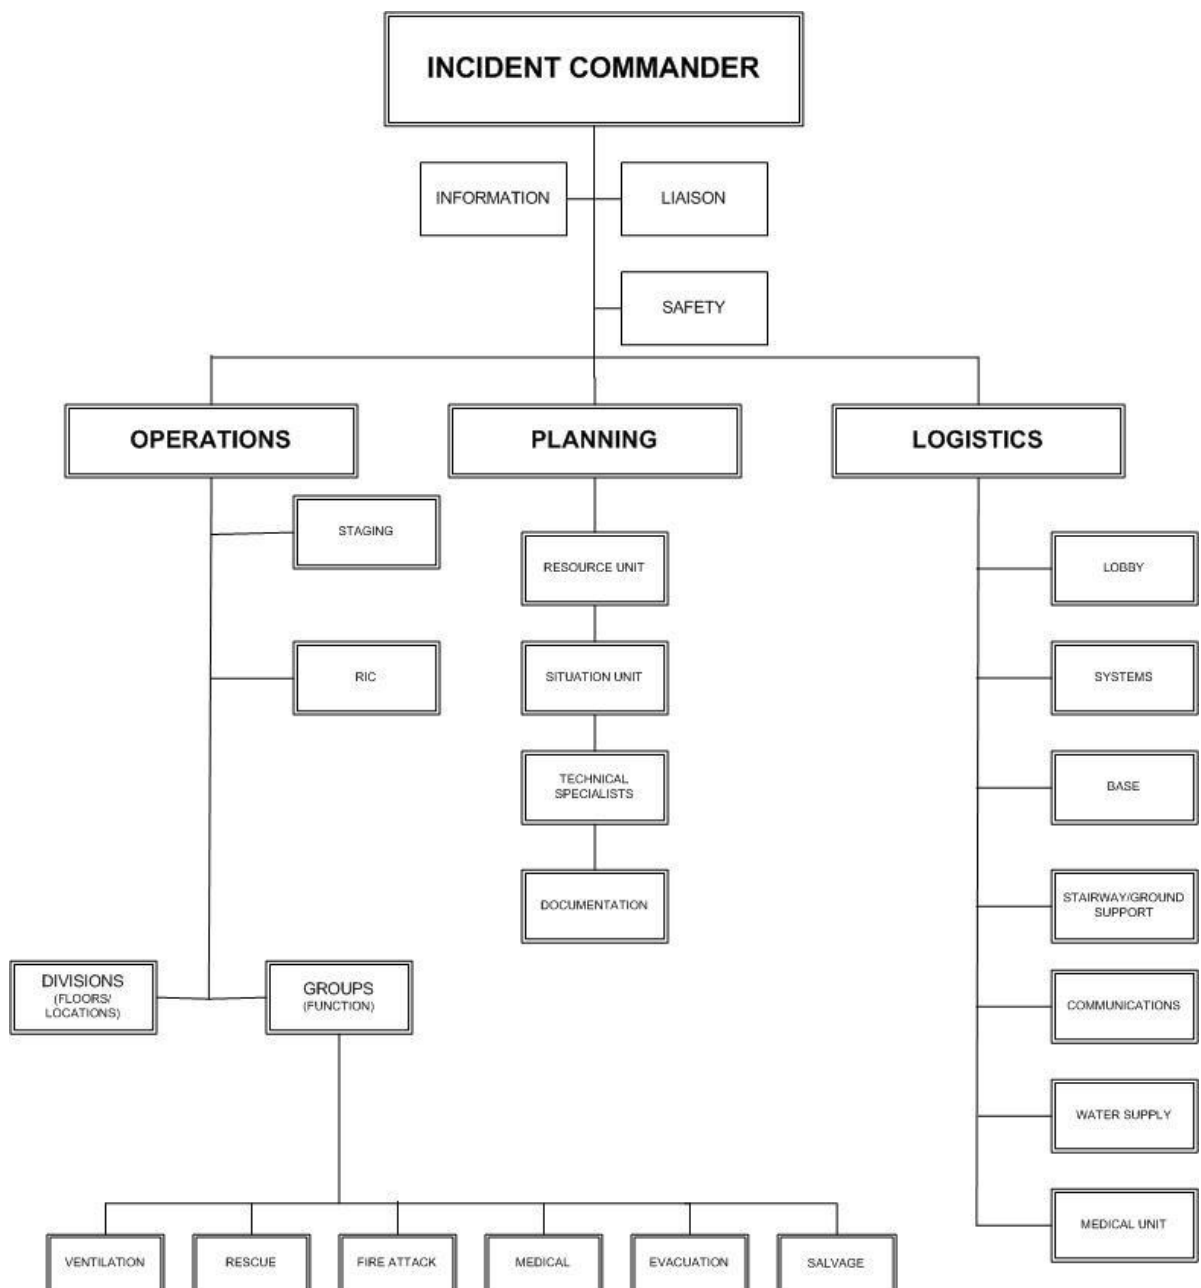 INCIDENT COMMANDER
INFORMATION
LIAISON
SAFETY
OPERATIONS
PLANNING
LOGISTICS
STAGING
RESOURCE UNIT
LOBBY
RIC
SITUATION UNIT
SYSTEMS
TECHNICAL
SPECIALISTS
BASE
DOCUMENTATION
STAIRWAY/GROUND
SUPPORT
DIVISIONS
(FLOORS/
LOCATIONS)
GROUPS
(FUNCTION)
COMMUNICATIONS
WATER SUPPLY
MEDICAL UNIT
VENTILATION
RESCUE
FIRE ATTACK
MEDICAL
EVACUATION
SALVAGE